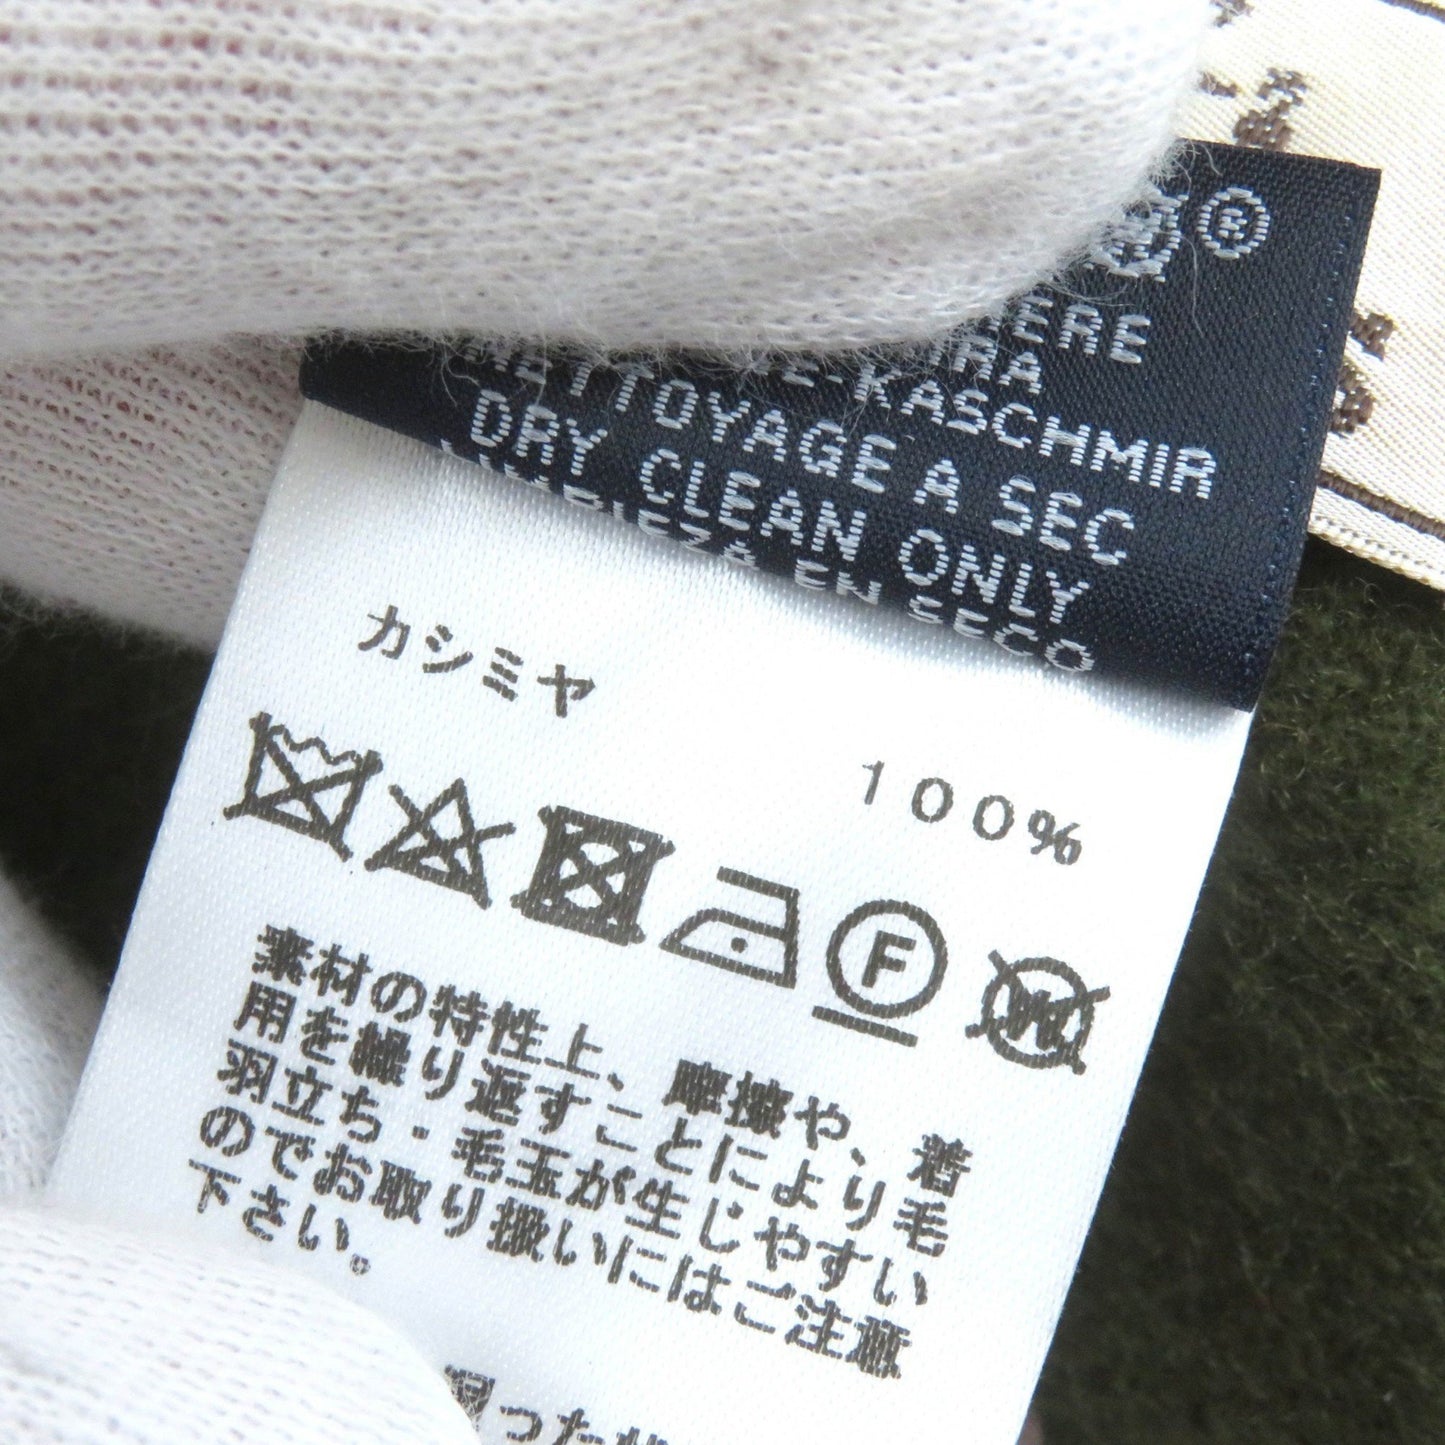 KASCHMIR
NETTOYAGE A SEC
DRY CLEAN ONLY
EN SECO
カシミヤ
100%
F
W
素材の特性上、摩擦や、着
用を繰り返すことにより毛
羽立ち・毛玉が生じやすい
のでお取り扱いにはご注意
下さい。